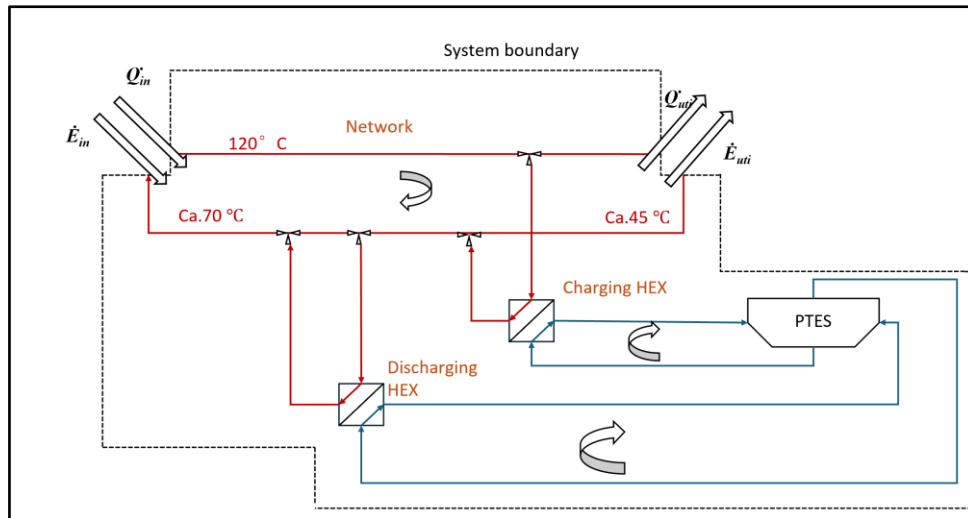 System boundary
Q̇in
Q̇uti
Ėin
Network
120° C
Ėuti
Ca.70 ℃
Ca.45 ℃
Charging HEX
PTES
Discharging
HEX